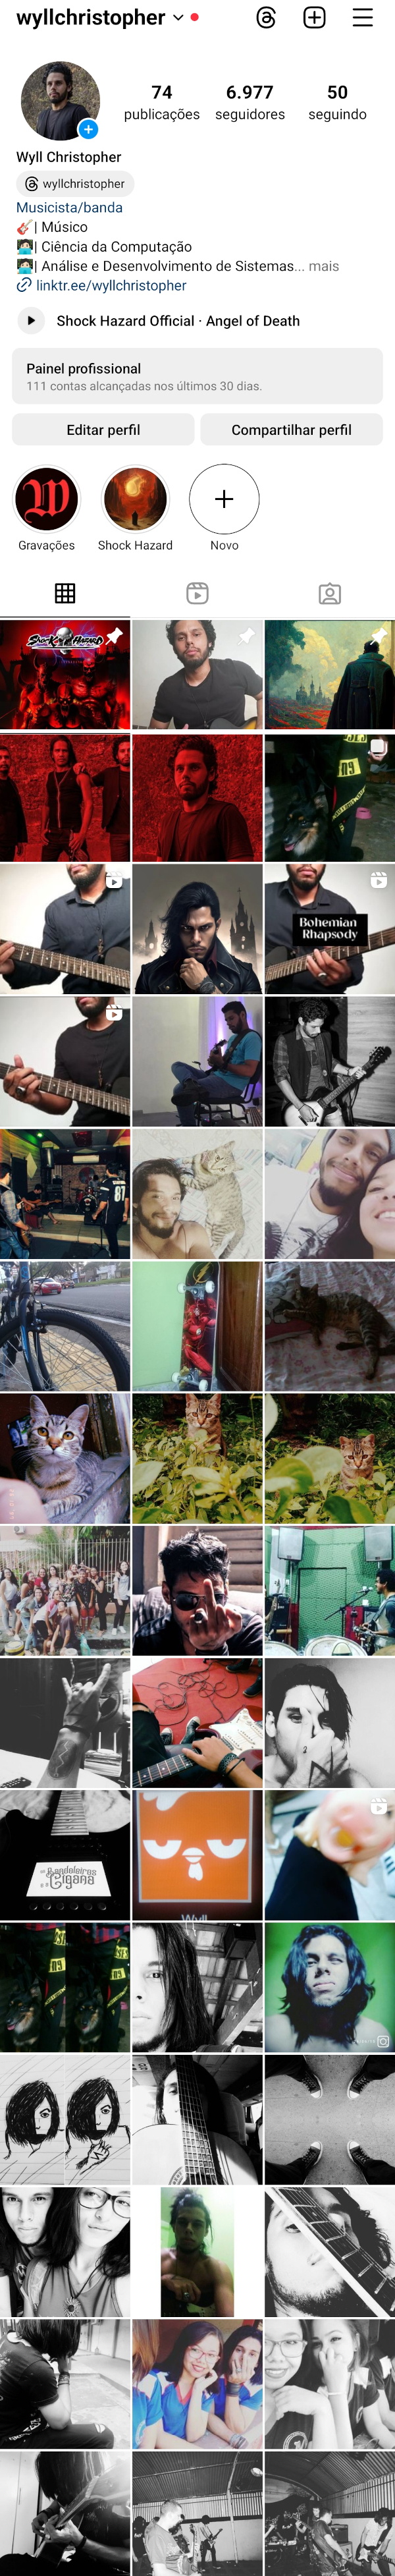 wyllchristopher
74
6.977
50
publicações
seguidores
seguindo
Wyll Christopher
wyllchristopher
Musicista/banda
🎸| Músico
👨🏻‍💻| Ciência da Computação
👨🏻‍💻| Análise e Desenvolvimento de Sistemas... mais
linktr.ee/wyllchristopher
Shock Hazard Official · Angel of Death
Painel profissional
111 contas alcançadas nos últimos 30 dias.
Editar perfil
Compartilhar perfil
W
Gravações
Shock Hazard
Novo
Shock Hazard
Bohemian
Rhapsody
87
Bandoleiros
Cigana